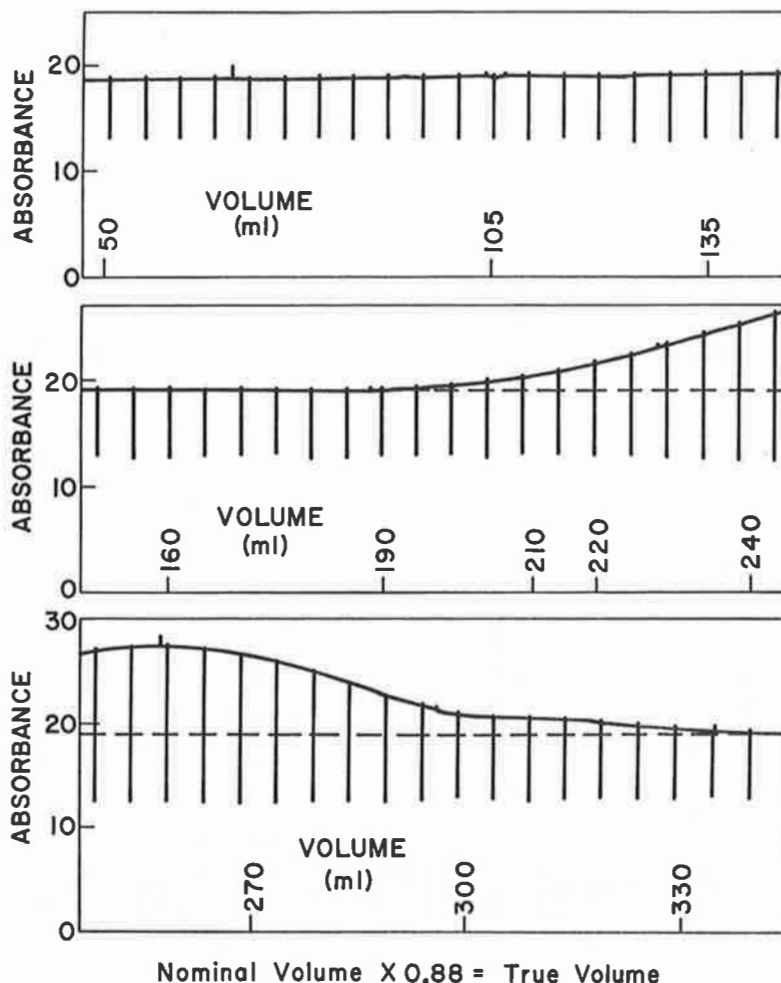 ABSORBANCE
20
10
0
VOLUME
(ml)
50
105
135
ABSORBANCE
20
10
0
VOLUME
(ml)
160
190
210
220
240
ABSORBANCE
30
20
10
0
VOLUME
(ml)
270
300
330
Nominal Volume X 0.88 = True Volume